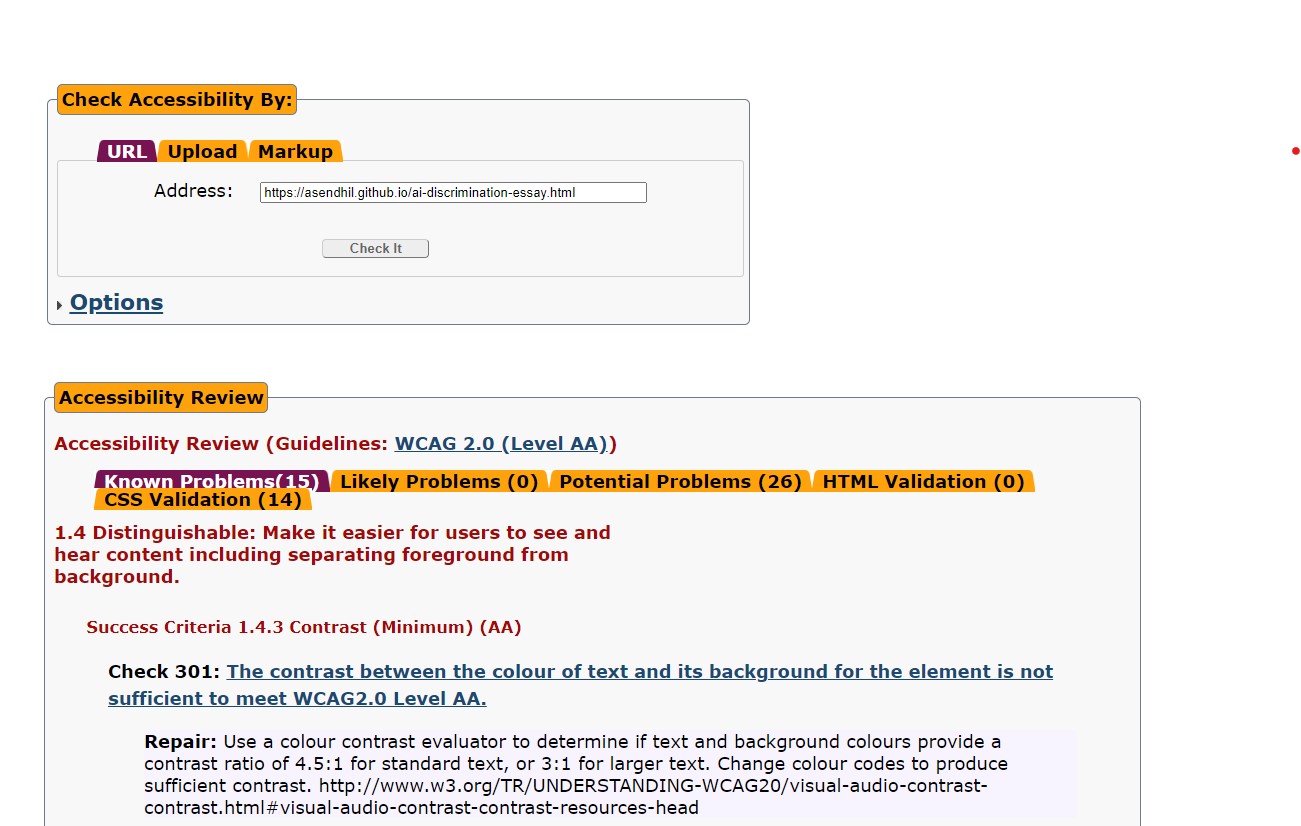 Check Accessibility By:
URL Upload Markup
Address: https://asendhil.github.io/ai-discrimination-essay.html
Check It
Options
Accessibility Review
Accessibility Review (Guidelines: WCAG 2.0 (Level AA))
Known Problems(15) Likely Problems (0) Potential Problems (26) HTML Validation (0)
CSS Validation (14)
1.4 Distinguishable: Make it easier for users to see and
hear content including separating foreground from
background.
Success Criteria 1.4.3 Contrast (Minimum) (AA)
Check 301: The contrast between the colour of text and its background for the element is not
sufficient to meet WCAG2.0 Level AA.
Repair: Use a colour contrast evaluator to determine if text and background colours provide a
contrast ratio of 4.5:1 for standard text, or 3:1 for larger text. Change colour codes to produce
sufficient contrast. http://www.w3.org/TR/UNDERSTANDING-WCAG20/visual-audio-contrast-
contrast.html#visual-audio-contrast-contrast-resources-head